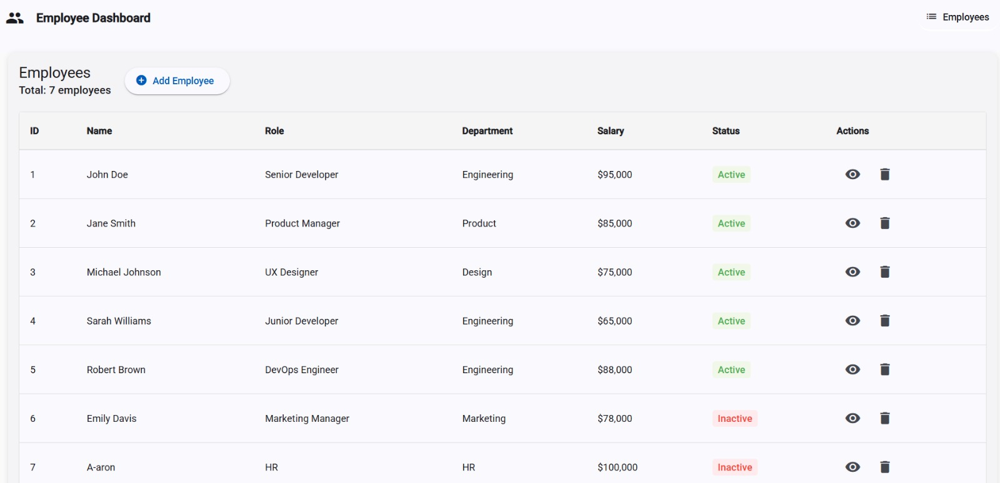 Employee Dashboard
Employees
Employees
Total: 7 employees
Add Employee
ID Name Role Department Salary Status Actions
1 John Doe Senior Developer Engineering $95,000 Active
2 Jane Smith Product Manager Product $85,000 Active
3 Michael Johnson UX Designer Design $75,000 Active
4 Sarah Williams Junior Developer Engineering $65,000 Active
5 Robert Brown DevOps Engineer Engineering $88,000 Active
6 Emily Davis Marketing Manager Marketing $78,000 Inactive
7 A-aron HR HR $100,000 Inactive